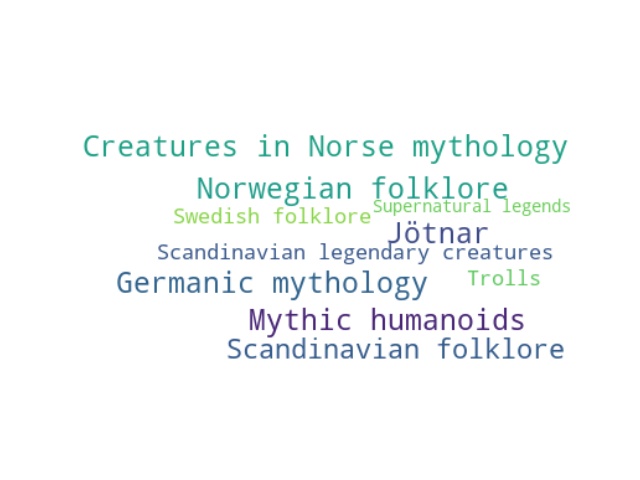 Creatures in Norse mythology
Norwegian folklore
Supernatural legends
Swedish folklore
Jötnar
Scandinavian legendary creatures
Trolls
Germanic mythology
Mythic humanoids
Scandinavian folklore